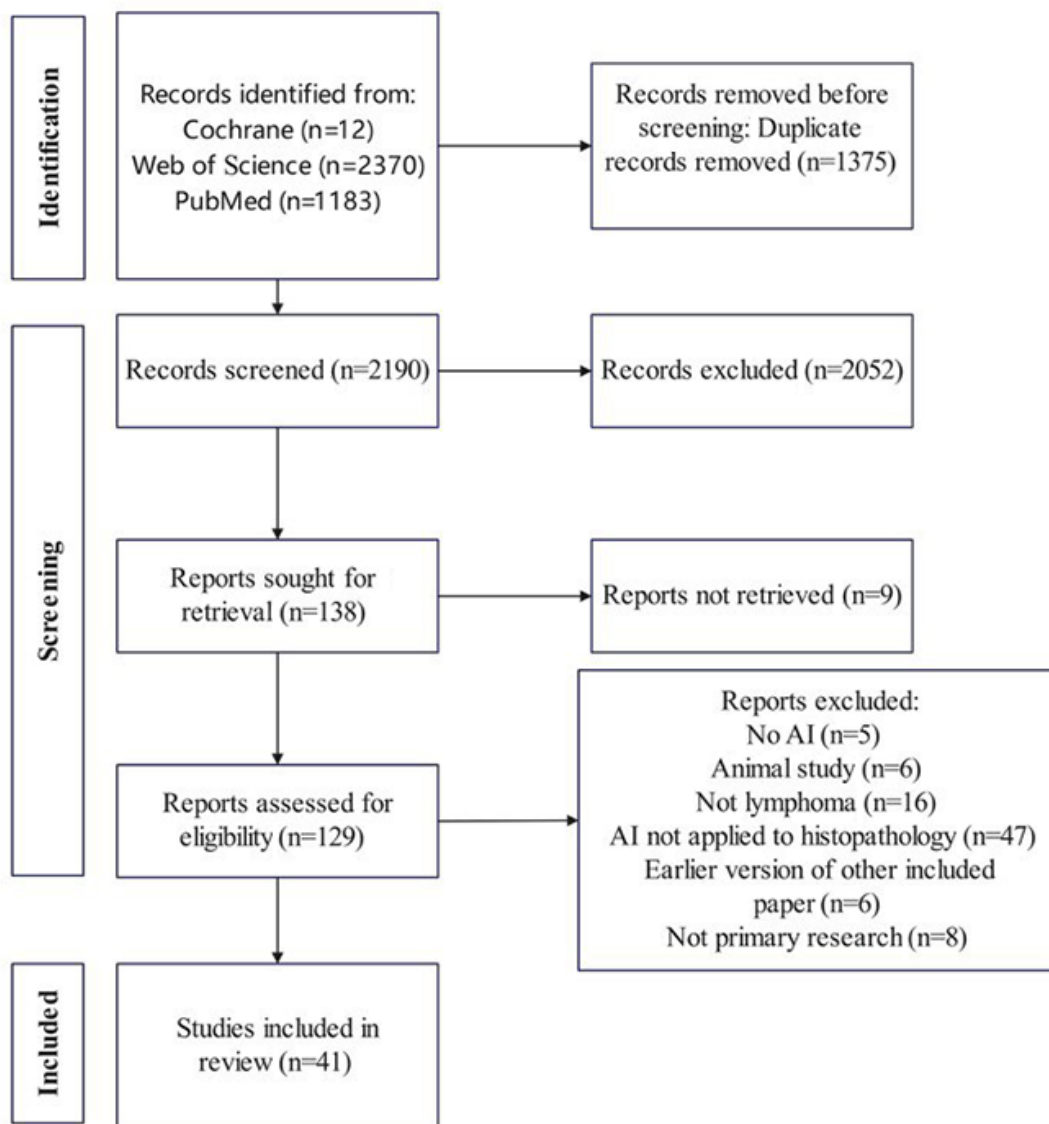 Identification
Records identified from:
Cochrane (n=12)
Web of Science (n=2370)
PubMed (n=1183)
Records removed before
screening: Duplicate
records removed (n=1375)
Screening
Records screened (n=2190)
Records excluded (n=2052)
Reports sought for
retrieval (n=138)
Reports not retrieved (n=9)
Reports assessed for
eligibility (n=129)
Reports excluded:
No AI (n=5)
Animal study (n=6)
Not lymphoma (n=16)
AI not applied to histopathology (n=47)
Earlier version of other included
paper (n=6)
Not primary research (n=8)
Included
Studies included in
review (n=41)